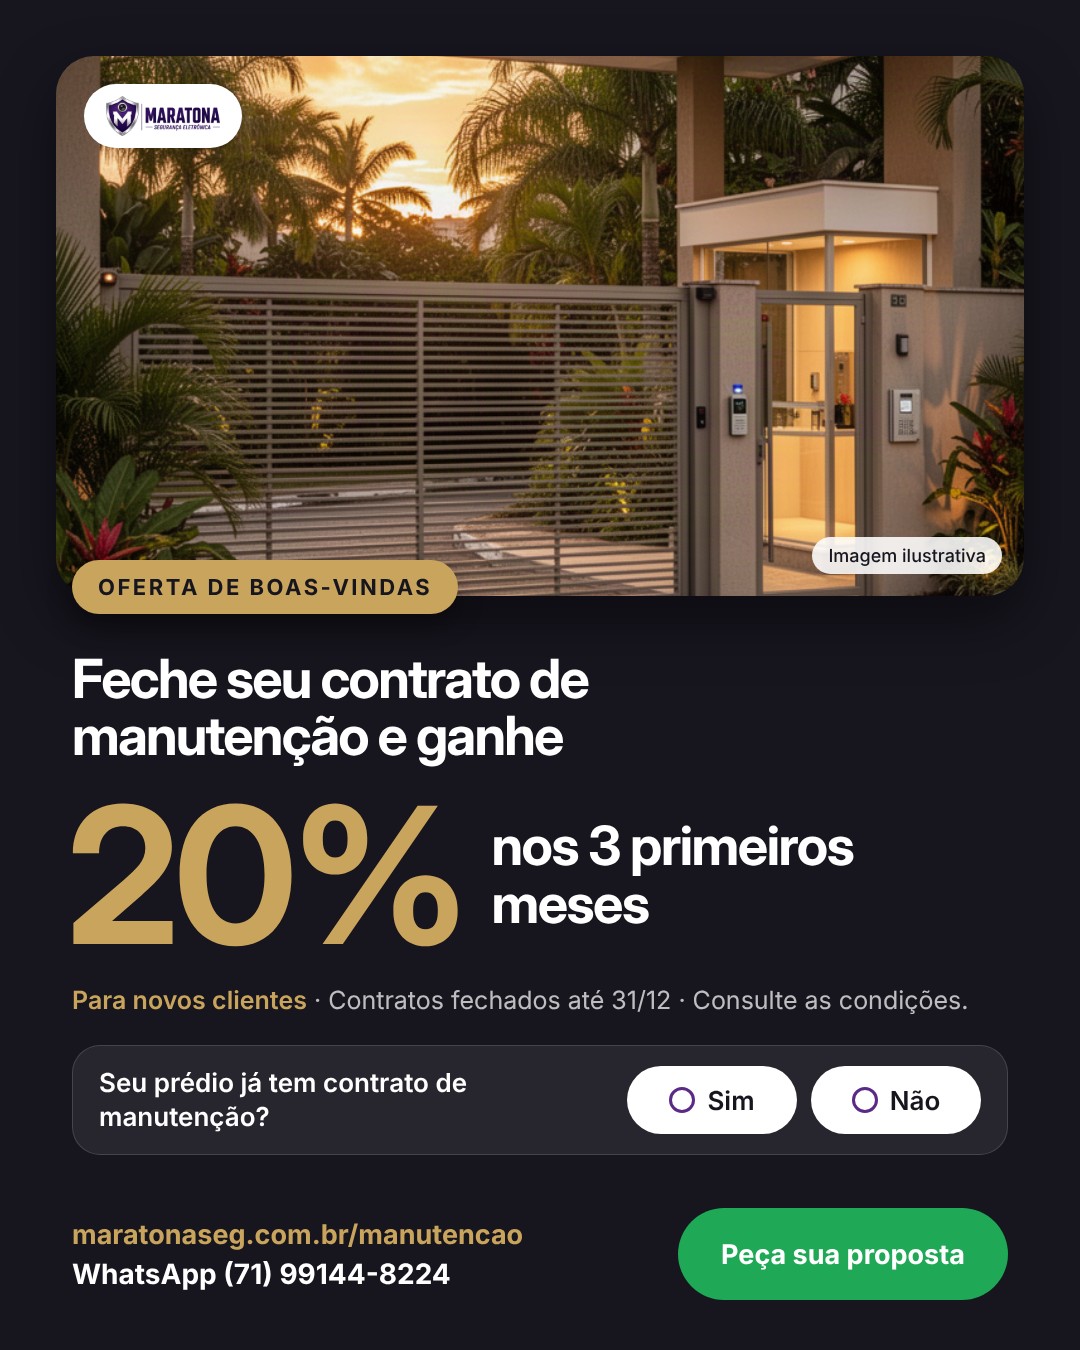 MARATONA
SEGURANÇA ELETRÔNICA
Imagem ilustrativa
OFERTA DE BOAS-VINDAS
Feche seu contrato de
manutenção e ganhe
20% nos 3 primeiros
meses
Para novos clientes · Contratos fechados até 31/12 · Consulte as condições.
Seu prédio já tem contrato de
manutenção?
Sim
Não
maratonaseg.com.br/manutencao
WhatsApp (71) 99144-8224
Peça sua proposta